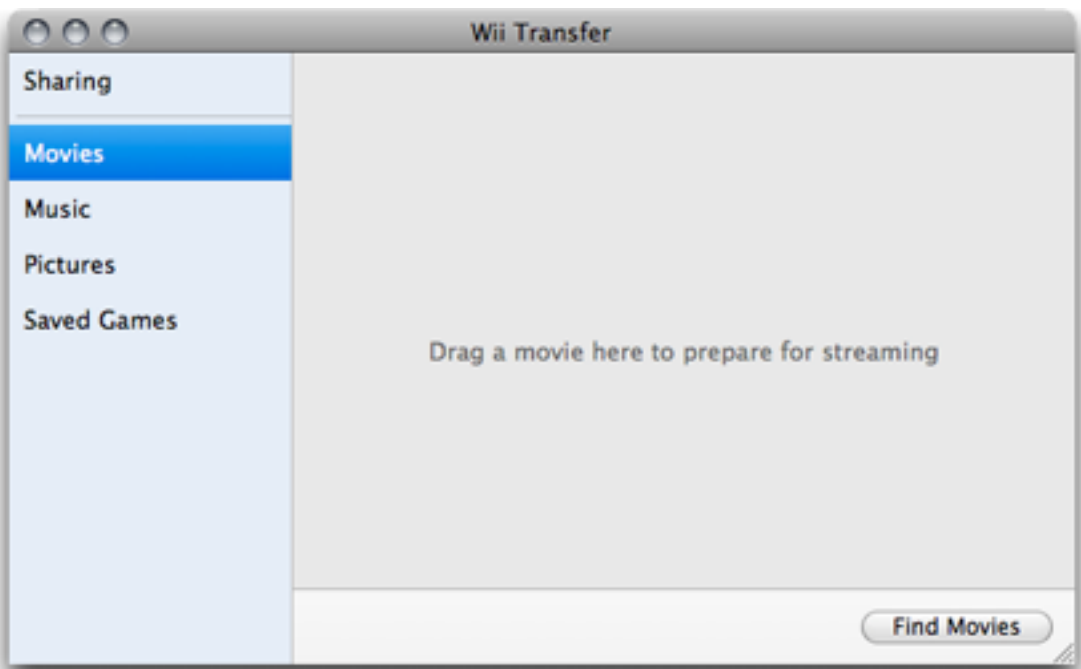 Wii Transfer
Sharing
Movies
Music
Pictures
Saved Games
Drag a movie here to prepare for streaming
Find Movies